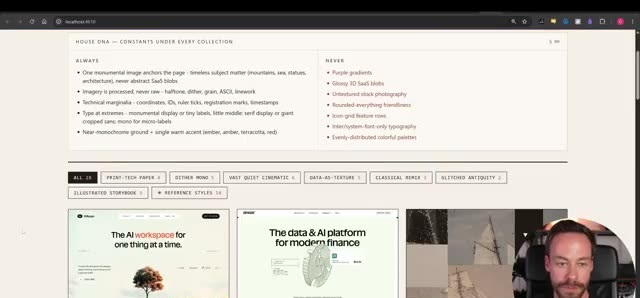 localhost:4519
HOUSE DNA — CONSTANTS UNDER EVERY COLLECTION
ALWAYS
• One monumental image anchors the page - timeless subject matter (mountains, sea, statues,
architecture), never abstract SaaS blobs
• Imagery is processed, never raw - halftone, dither, grain, ASCII, linework
• Technical marginalia - coordinates, IDs, ruler ticks, registration marks, timestamps
• Type at extremes - monumental display or tiny labels, little middle: serif display or giant
cropped sans; mono for micro-labels
• Near-monochrome ground + single warm accent (ember, amber, terracotta, red)
NEVER
• Purple gradients
• Glossy 3D SaaS blobs
• Untextured stock photography
• Rounded-everything friendliness
• Icon-grid feature rows
• Inter/system-font-only typography
• Evenly-distributed colorful palettes
ALL 28
PRINT-TECH PAPER 4
DITHER MONO 5
VAST QUIET CINEMATIC 6
DATA-AS-TEXTURE 5
CLASSICAL REMIX 3
GLITCHED ANTIQUITY 2
ILLUSTRATED STORYBOOK 3
REFERENCE STYLES 14
The AI workspace for
one thing at a time.
The data & AI platform
for modern finance